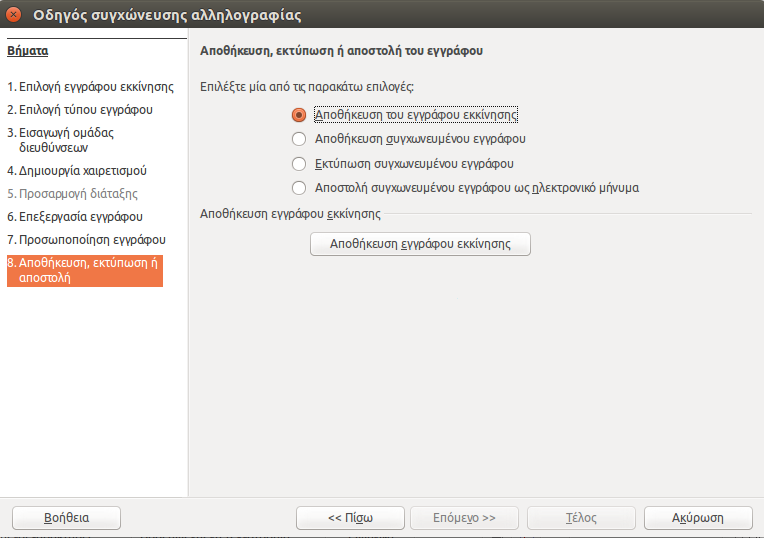 Οδηγός συγχώνευσης αλληλογραφίας
Βήματα
1. Επιλογή εγγράφου εκκίνησης
2. Επιλογή τύπου εγγράφου
3. Εισαγωγή ομάδας
διευθύνσεων
4. Δημιουργία χαιρετισμού
5. Προσαρμογή διάταξης
6. Επεξεργασία εγγράφου
7. Προσωποποίηση εγγράφου
8. Αποθήκευση, εκτύπωση ή
αποστολή
Αποθήκευση, εκτύπωση ή αποστολή του εγγράφου
Επιλέξτε μία από τις παρακάτω επιλογές:
Αποθήκευση του εγγράφου εκκίνησης
Αποθήκευση συγχωνευμένου εγγράφου
Εκτύπωση συγχωνευμένου εγγράφου
Αποστολή συγχωνευμένου εγγράφου ως ηλεκτρονικό μήνυμα
Αποθήκευση εγγράφου εκκίνησης
Αποθήκευση εγγράφου εκκίνησης
Βοήθεια
<< Πίσω
Επόμενο >>
Τέλος
Ακύρωση